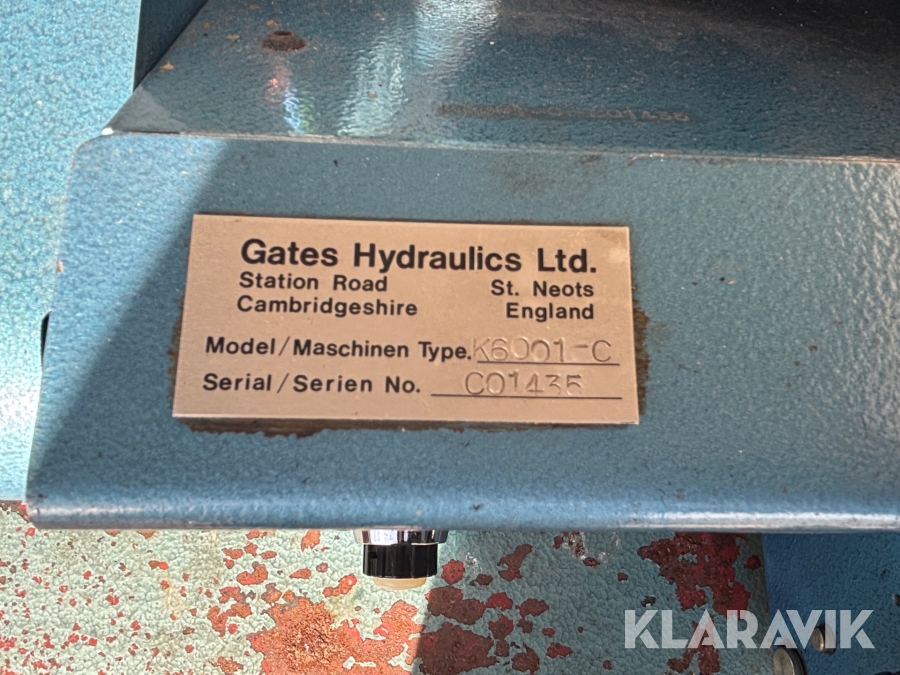 Gates Hydraulics Ltd.
Station Road St. Neots
Cambridgeshire England
Model/Maschinen Type. K6001-C
Serial/Serien No. C01435
KLARAVIK